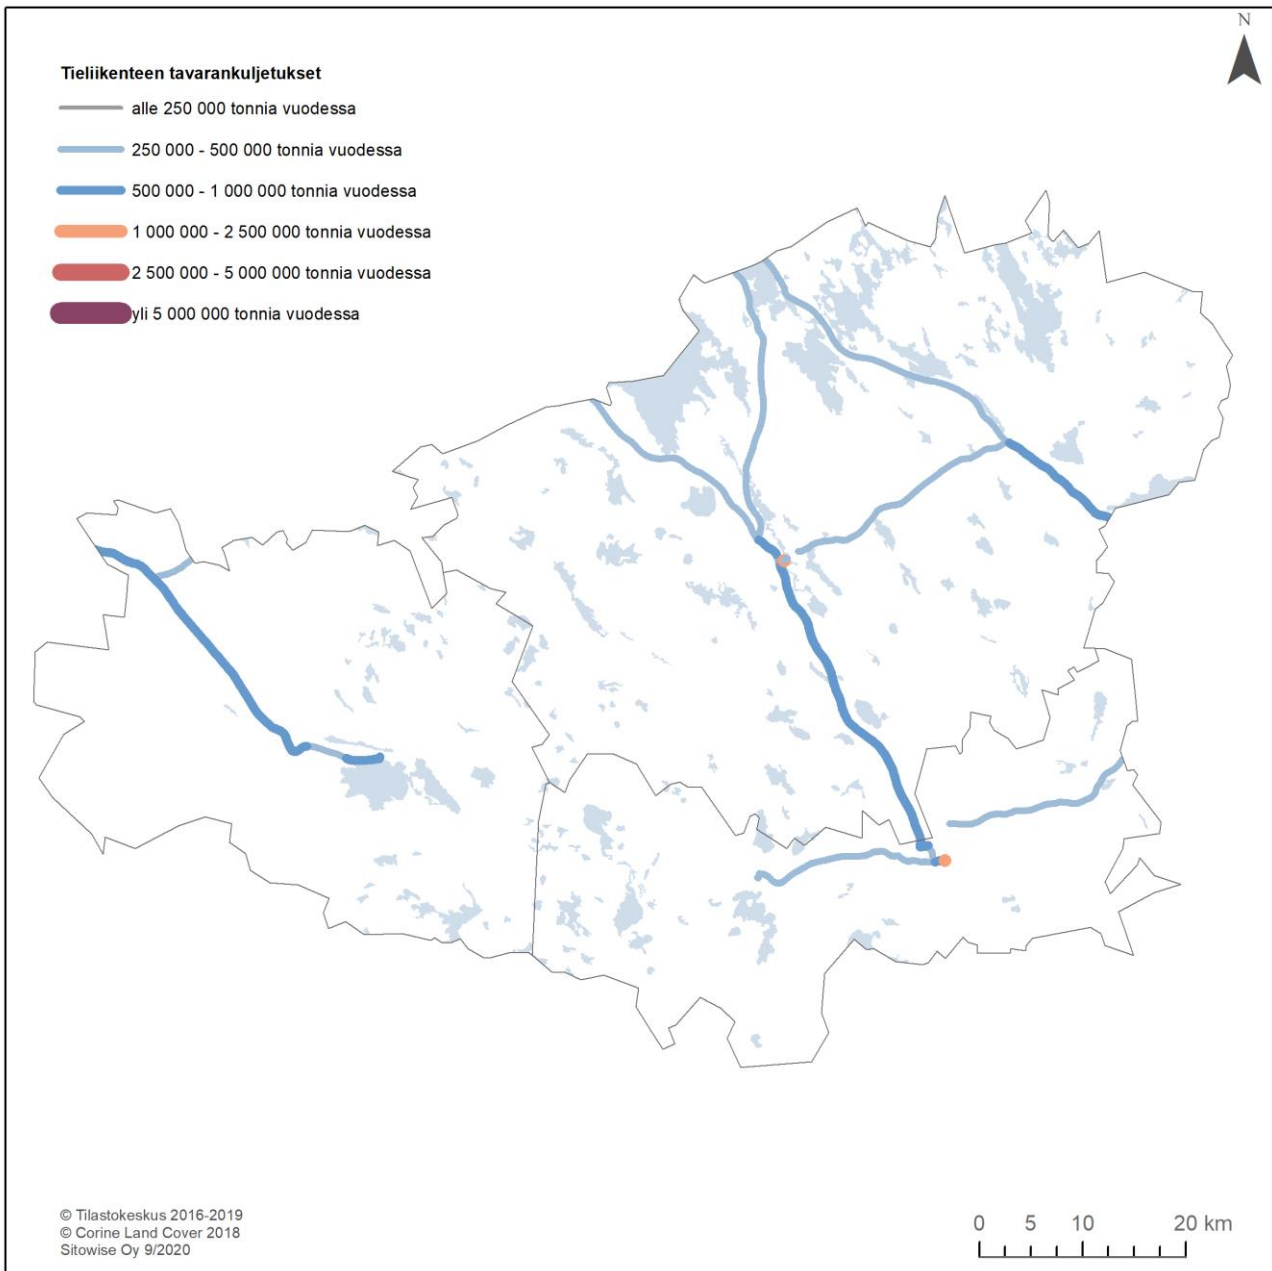 N
Tieliikenteen tavarankuljetukset
alle 250 000 tonnia vuodessa
250 000 - 500 000 tonnia vuodessa
500 000 - 1 000 000 tonnia vuodessa
1 000 000 - 2 500 000 tonnia vuodessa
2 500 000 - 5 000 000 tonnia vuodessa
yli 5 000 000 tonnia vuodessa
© Tilastokeskus 2016-2019
© Corine Land Cover 2018
Sitowise Oy 9/2020
0 5 10 20 km